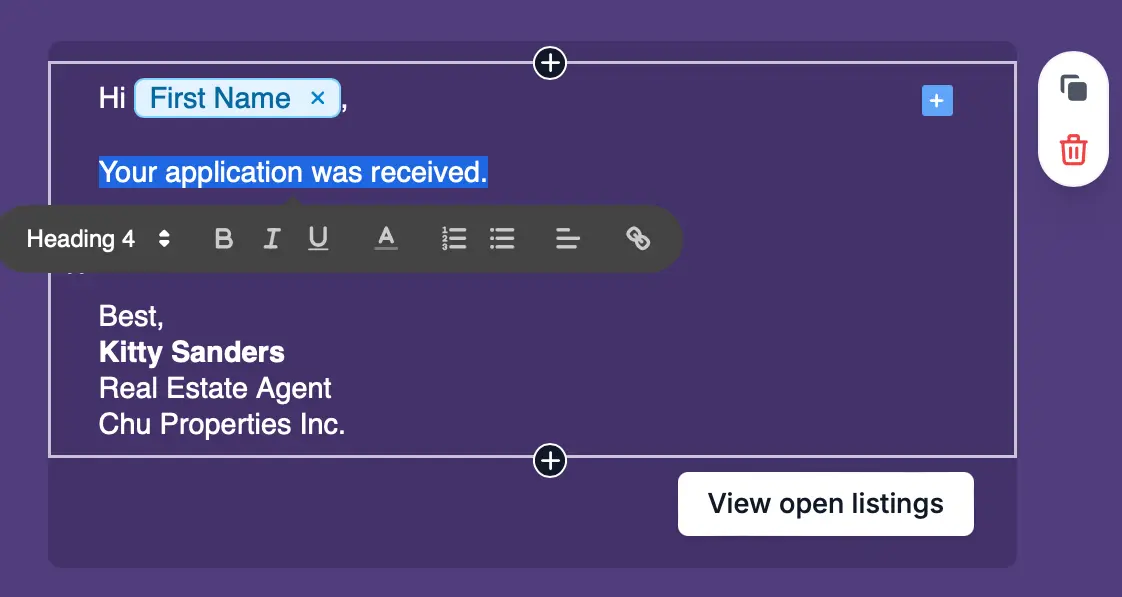 Hi First Name ×,
Your application was received.
Heading 4 B I U A
Best,
Kitty Sanders
Real Estate Agent
Chu Properties Inc.
View open listings